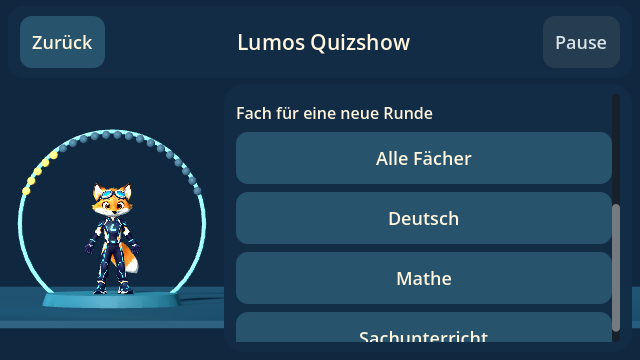 Zurück
Lumos Quizshow
Pause
Fach für eine neue Runde
Alle Fächer
Deutsch
Mathe
Sachunterricht